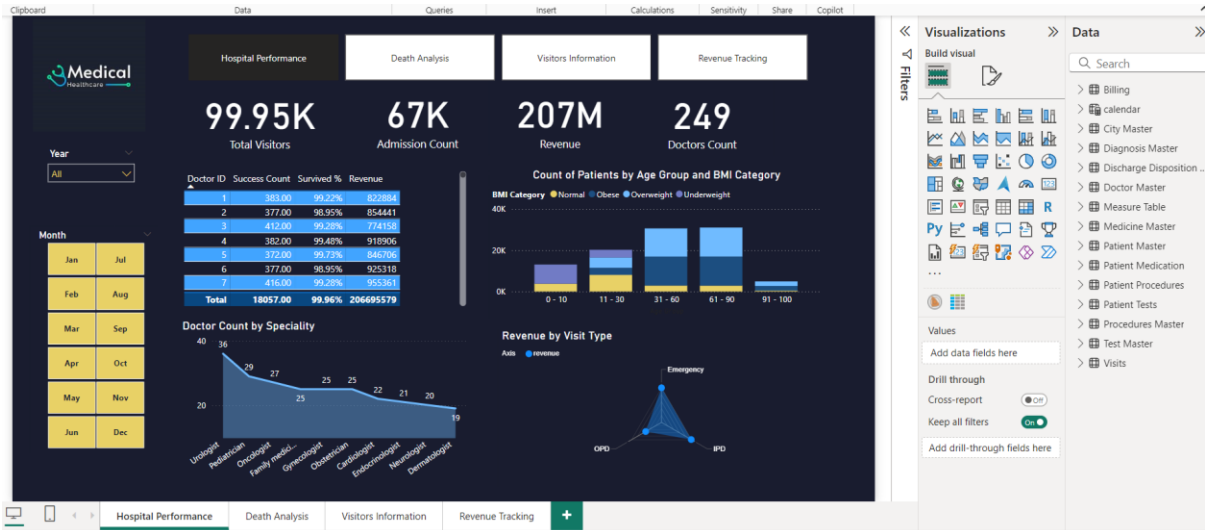 Clipboard Data Queries Insert Calculations Sensitivity Share Copilot
Medical
Healthcare
Hospital Performance Death Analysis Visitors Information Revenue Tracking
99.95K 67K 207M 249
Total Visitors Admission Count Revenue Doctors Count
Year
All
Month
Jan Jul
Feb Aug
Mar Sep
Apr Oct
May Nov
Jun Dec
Doctor ID Success Count Survived % Revenue
1 383.00 99.22% 822884
2 377.00 98.95% 854441
3 412.00 99.28% 774158
4 382.00 99.48% 918906
5 372.00 99.73% 846706
6 377.00 98.95% 925318
7 416.00 99.28% 955361
Total 18057.00 99.96% 206695579
Count of Patients by Age Group and BMI Category
BMI Category Normal Obese Overweight Underweight
40K
20K
0K
0 - 10 11 - 30 31 - 60 61 - 90 91 - 100
Doctor Count by Speciality
40
20
36 29 27 25 25 25 22 21 20 19
Urologist Pediatrician Oncologist Family medici... Gynecologist Obstetrician Cardiologist Endocrinologist Neurologist Dermatologist
Revenue by Visit Type
Axis revenue
Emergency
OPD IPD
Filters
Visualizations
Build visual
R
Py
123
...
Values
Add data fields here
Drill through
Cross-report Off
Keep all filters On
Add drill-through fields here
Data
Search
Billing
calendar
City Master
Diagnosis Master
Discharge Disposition ...
Doctor Master
Measure Table
Medicine Master
Patient Master
Patient Medication
Patient Procedures
Patient Tests
Procedures Master
Test Master
Visits
Hospital Performance Death Analysis Visitors Information Revenue Tracking +